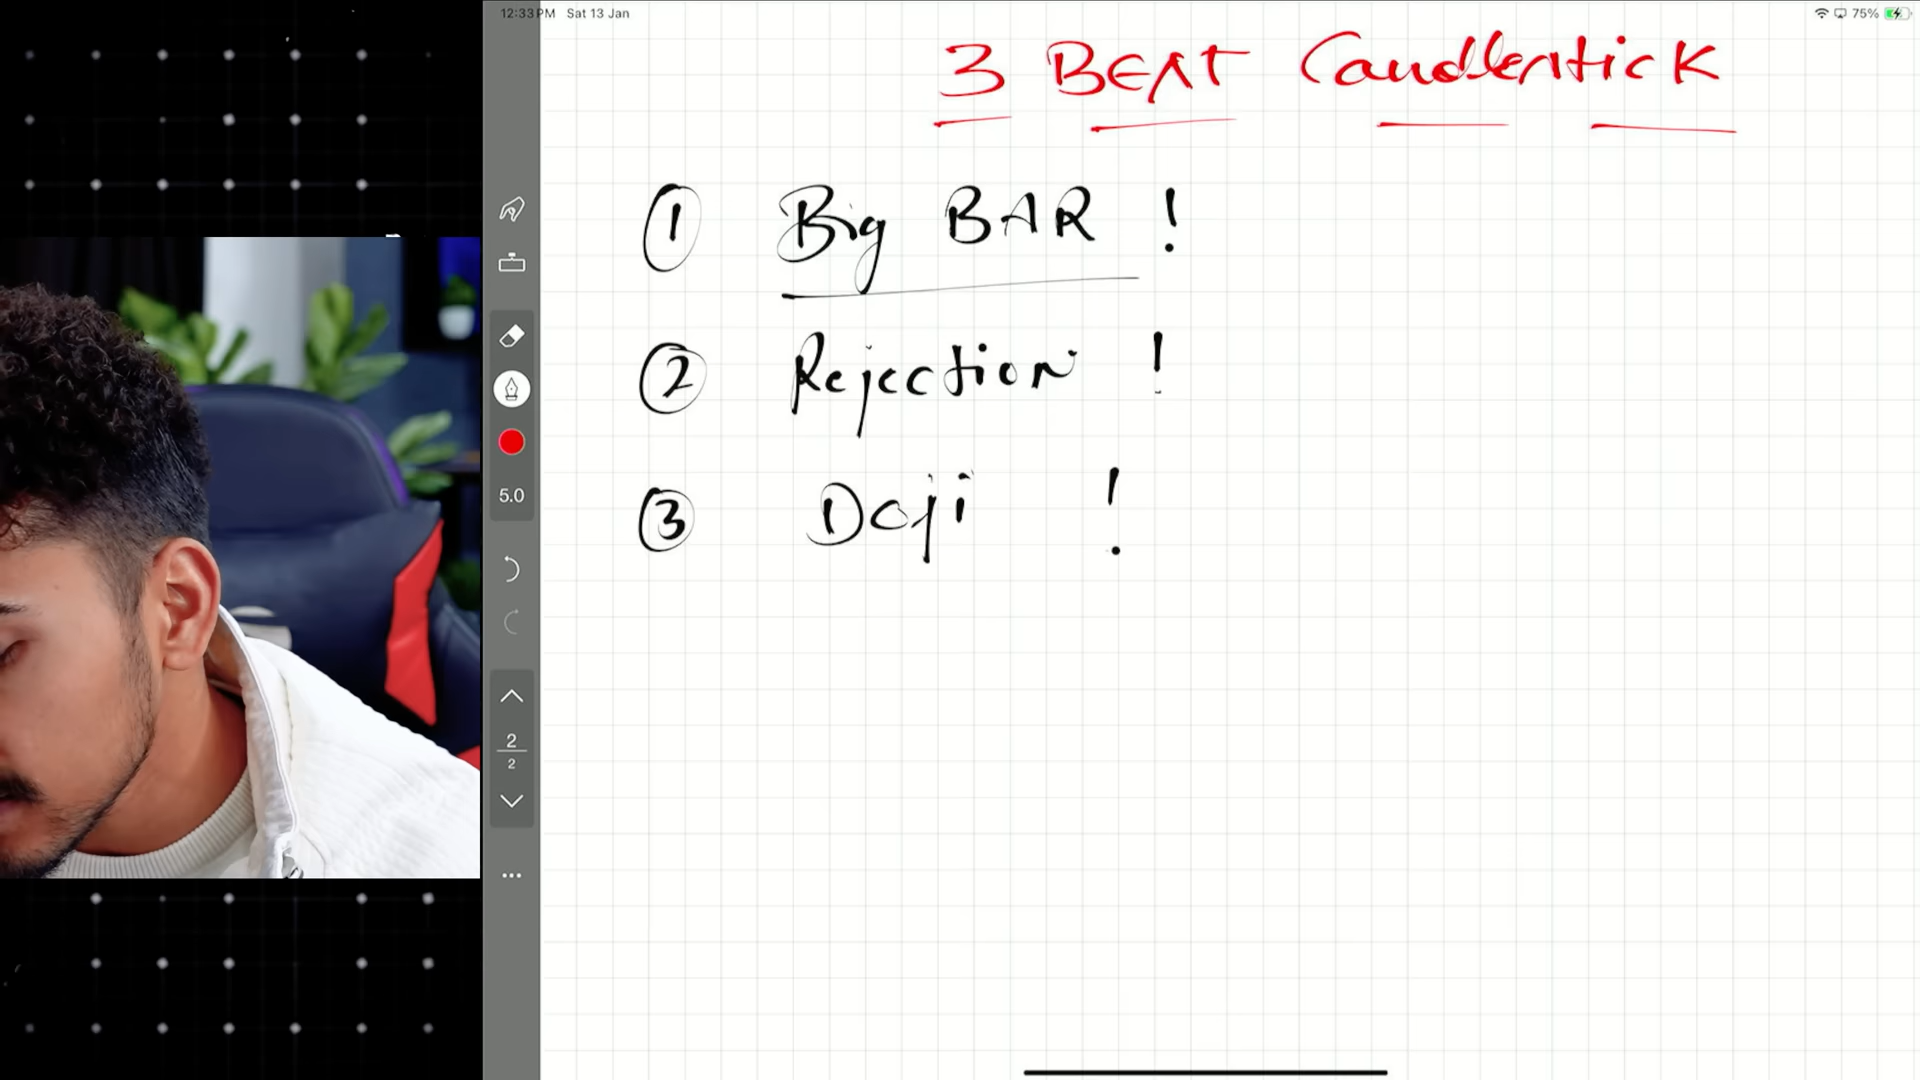 12:33 PM Sat 13 Jan
75%
3 BEAT Candlestick
1 Big BAR !
2 Rejection !
3 Doji !
5.0
2
2